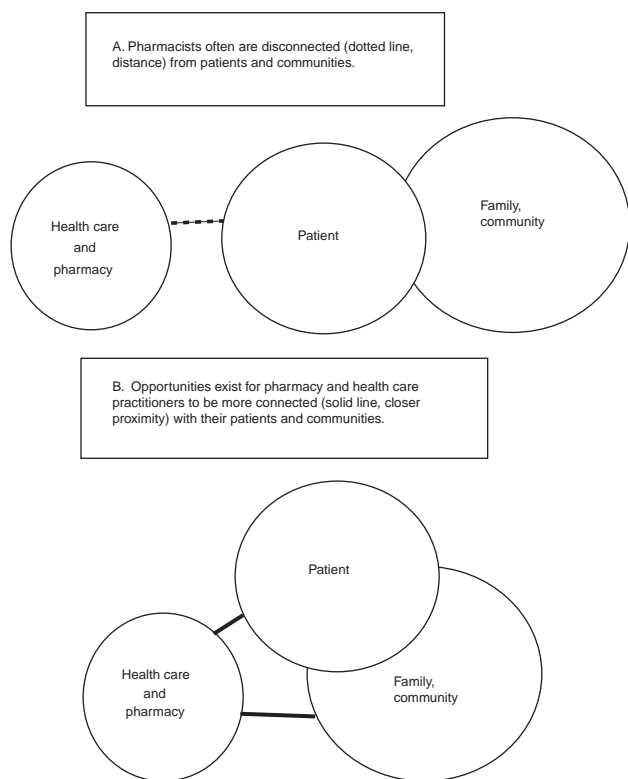 A. Pharmacists often are disconnected (dotted line,
distance) from patients and communities.
Health care
and
pharmacy
Patient
Family,
community
B. Opportunities exist for pharmacy and health care
practitioners to be more connected (solid line, closer
proximity) with their patients and communities.
Patient
Health care
and
pharmacy
Family,
community